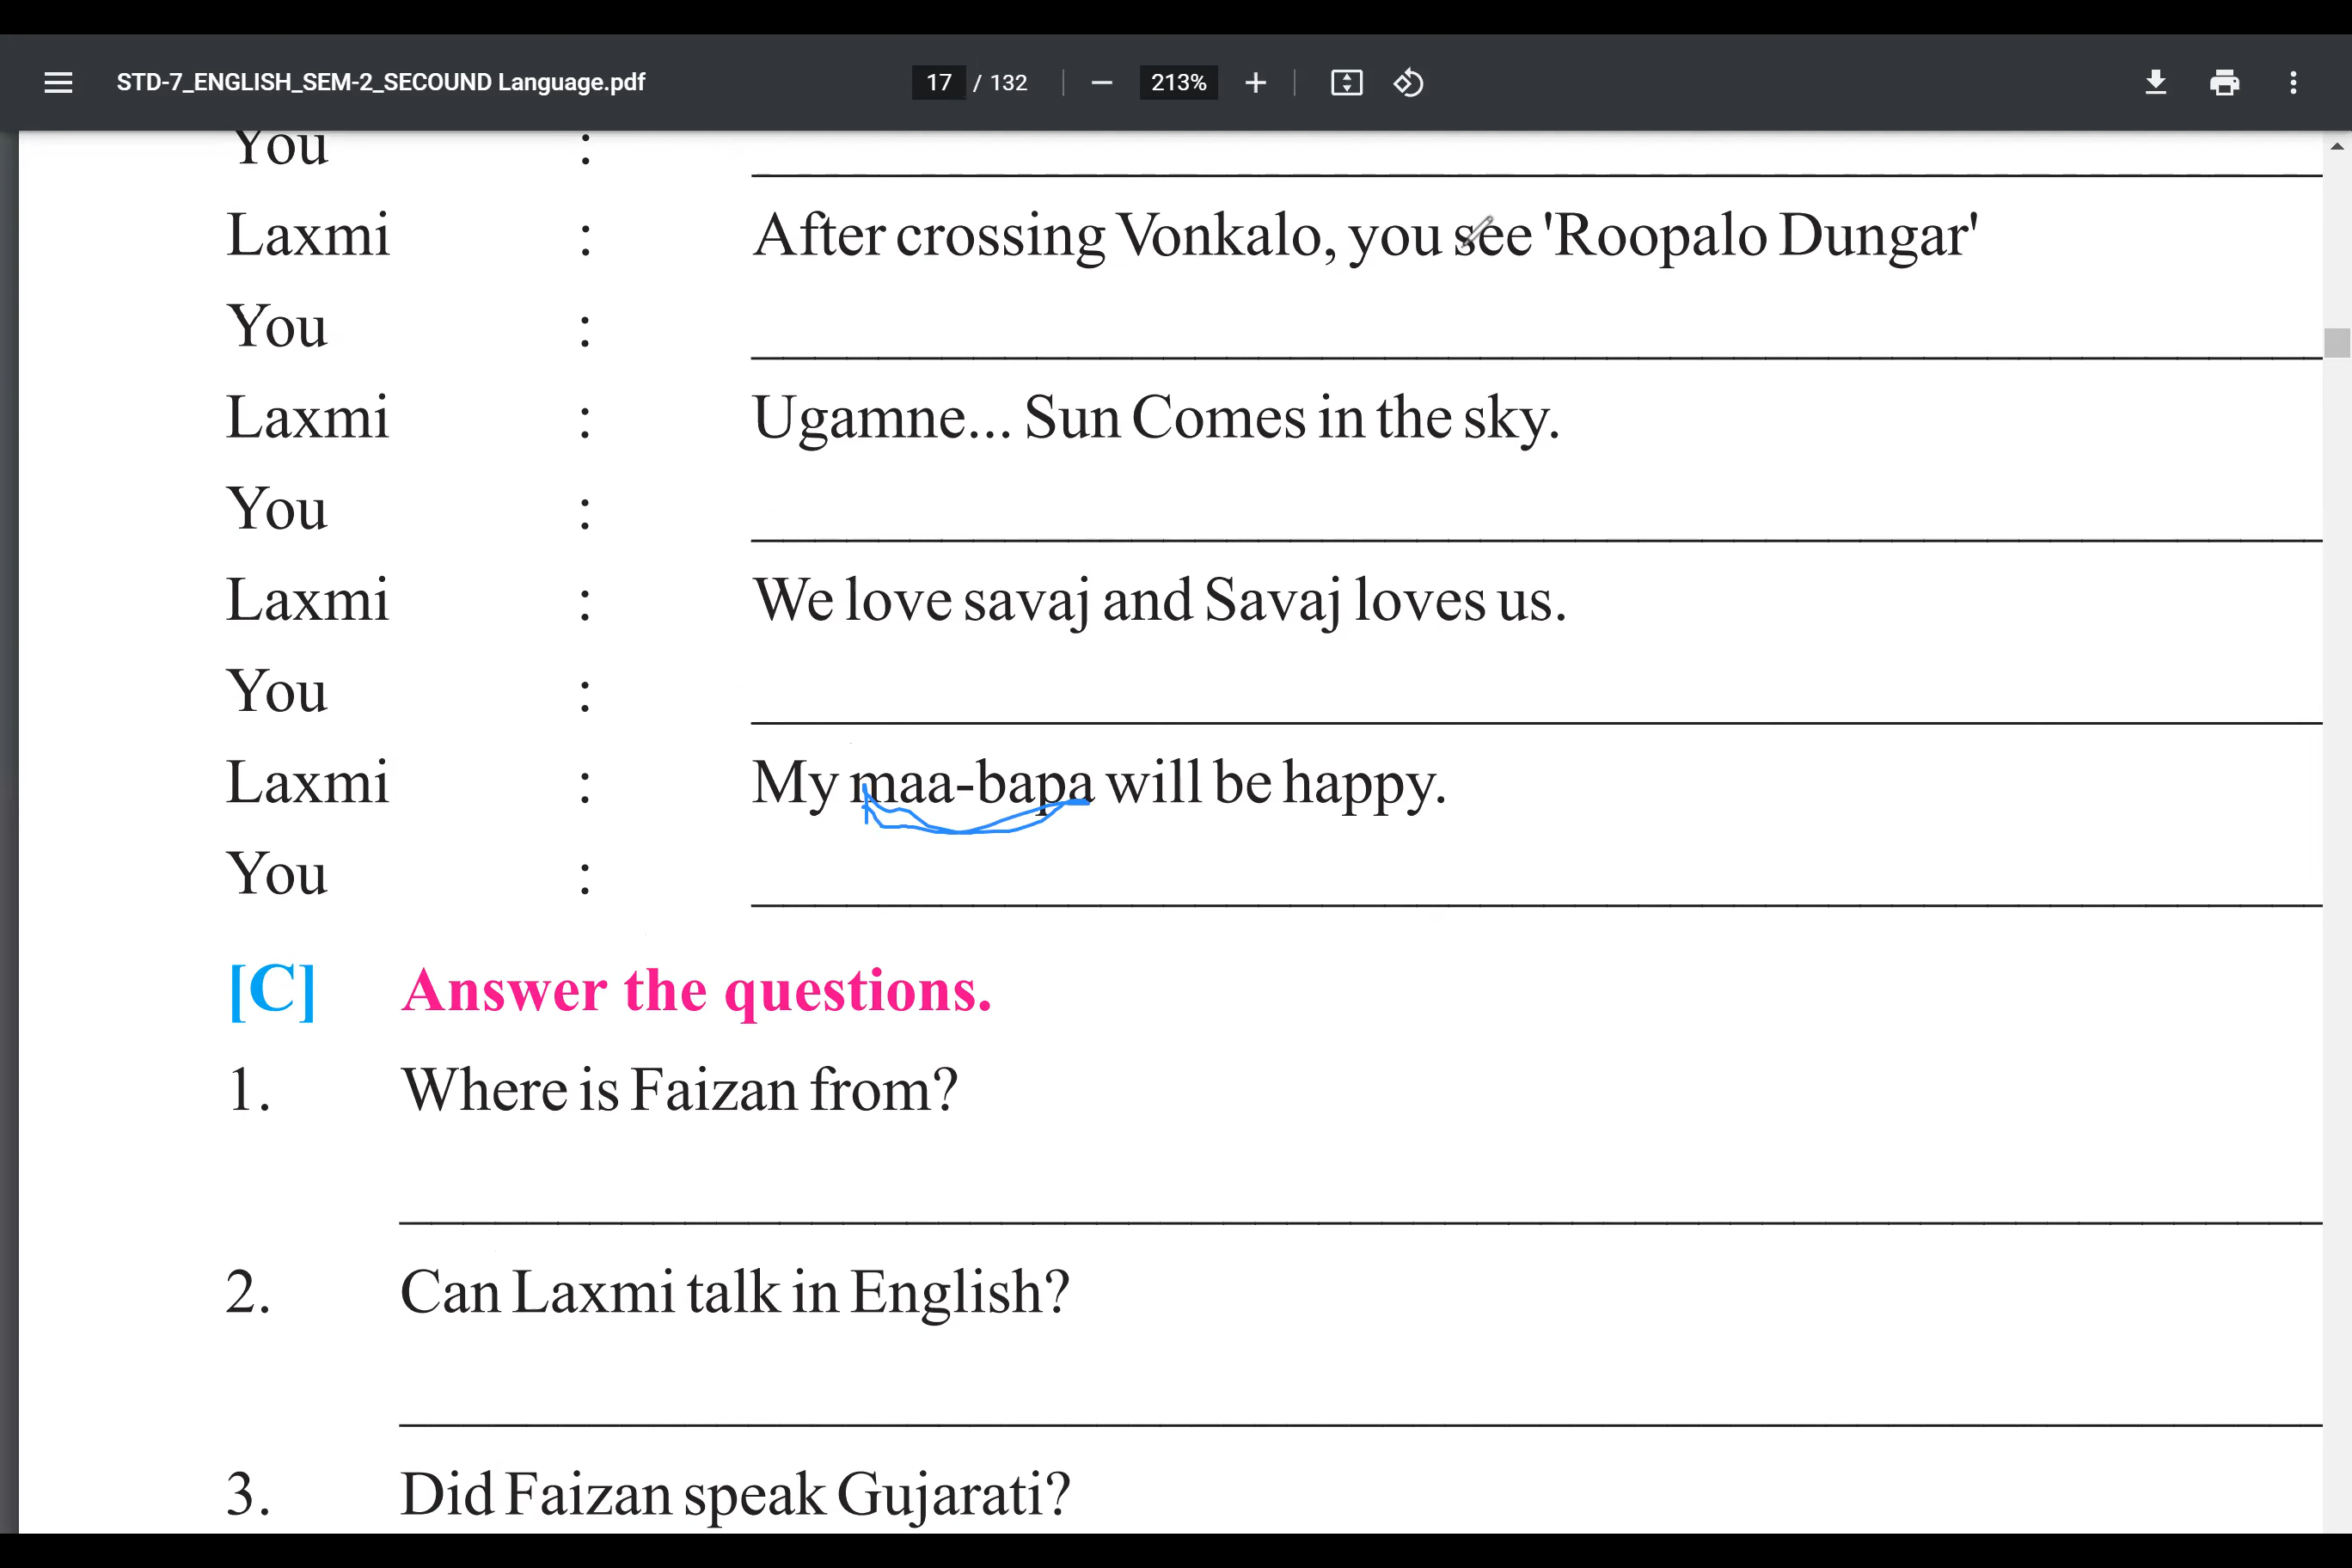 STD-7_ENGLISH_SEM-2_SECOUND Language.pdf 17 / 132 213%
You :
Laxmi : After crossing Vonkalo, you see 'Roopalo Dungar'
You :
Laxmi : Ugamne... Sun Comes in the sky.
You :
Laxmi : We love savaj and Savaj loves us.
You :
Laxmi : My maa-bapa will be happy.
You :
[C] Answer the questions.
1. Where is Faizan from?
2. Can Laxmi talk in English?
3. Did Faizan speak Gujarati?